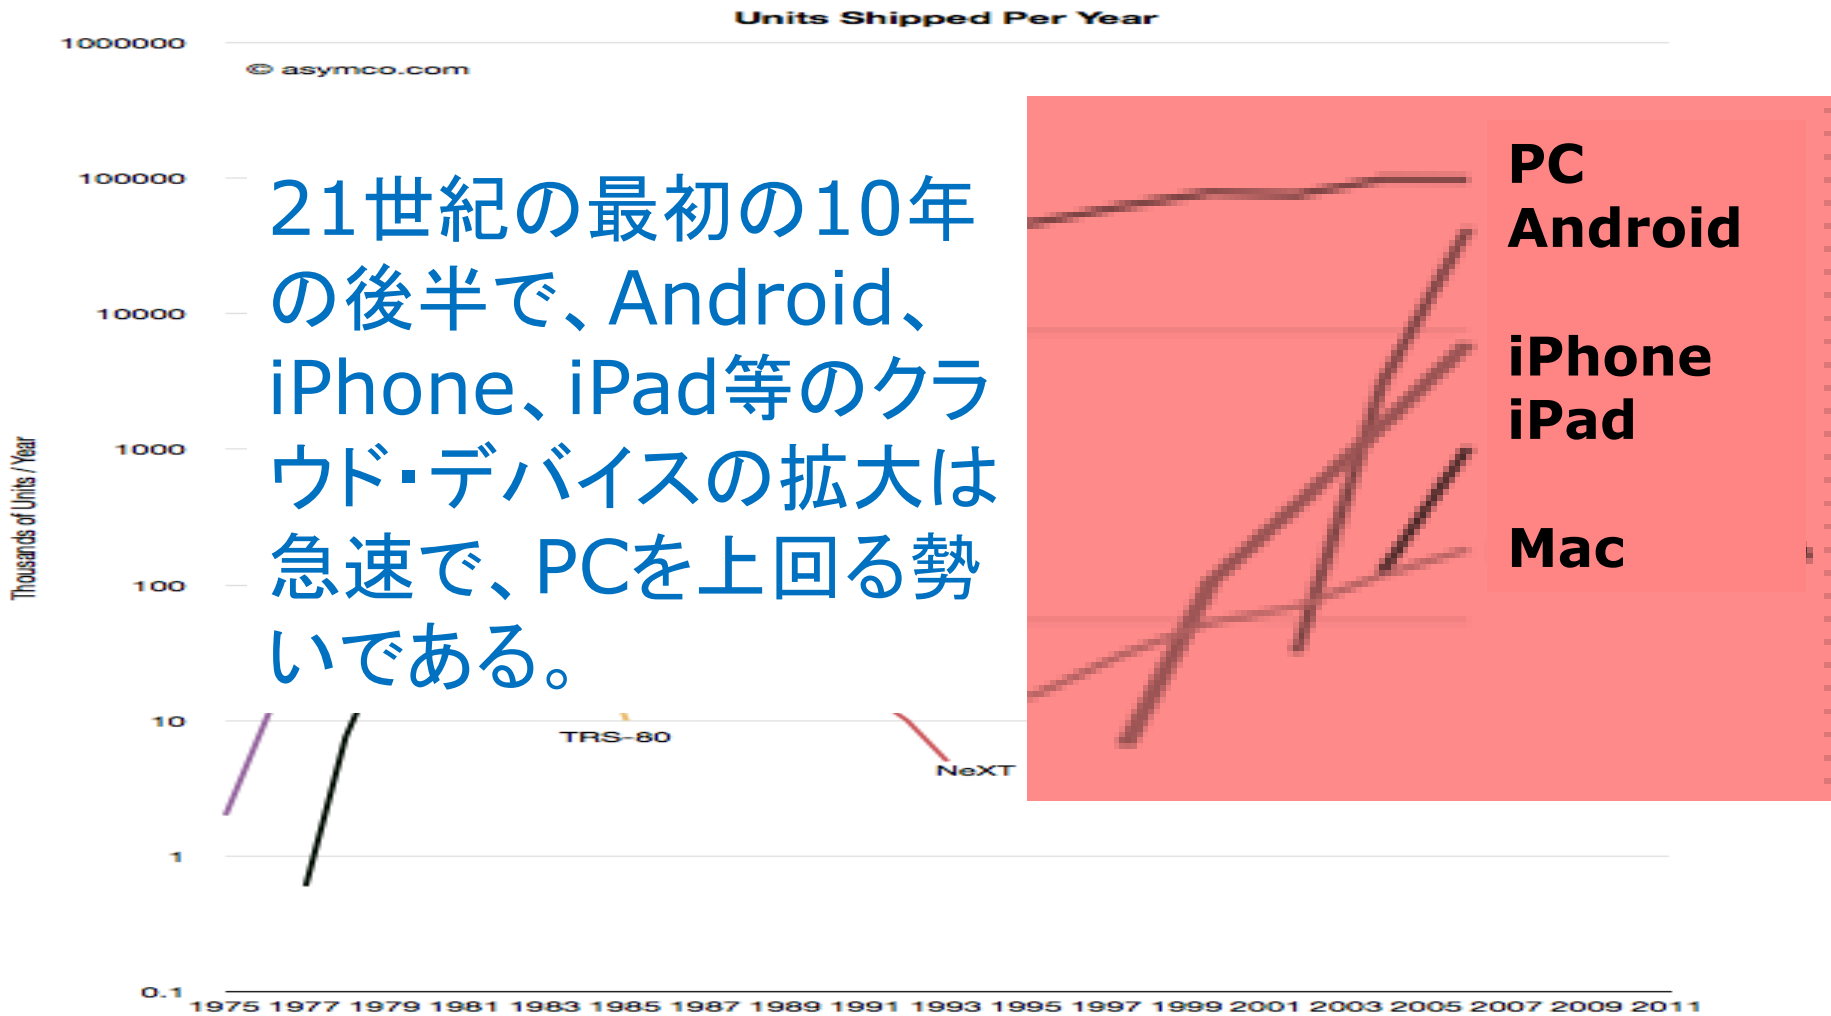 Units Shipped Per Year
1000000
© asymco.com
100000
10000
1000
100
10
1
0.1
Thousands of Units / Year
21世紀の最初の10年
の後半で、Android、
iPhone、iPad等のクラ
ウド・デバイスの拡大は
急速で、PCを上回る勢
いである。
PC
Android
iPhone
iPad
Mac
TRS-80
NeXT
1975 1977 1979 1981 1983 1985 1987 1989 1991 1993 1995 1997 1999 2001 2003 2005 2007 2009 2011